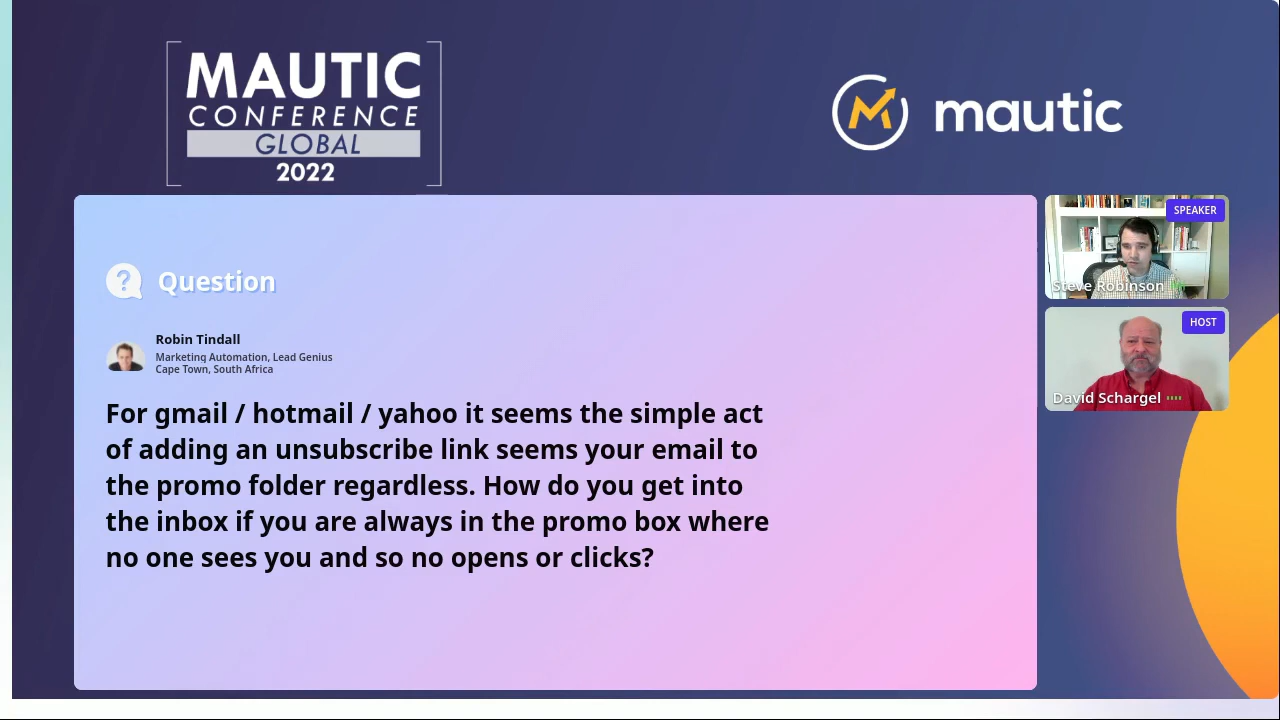 MAUTIC
CONFERENCE
GLOBAL
2022
mautic
SPEAKER
Steve Robinson
HOST
David Schargel
Question
Robin Tindall
Marketing Automation, Lead Genius
Cape Town, South Africa
For gmail / hotmail / yahoo it seems the simple act
of adding an unsubscribe link seems your email to
the promo folder regardless. How do you get into
the inbox if you are always in the promo box where
no one sees you and so no opens or clicks?